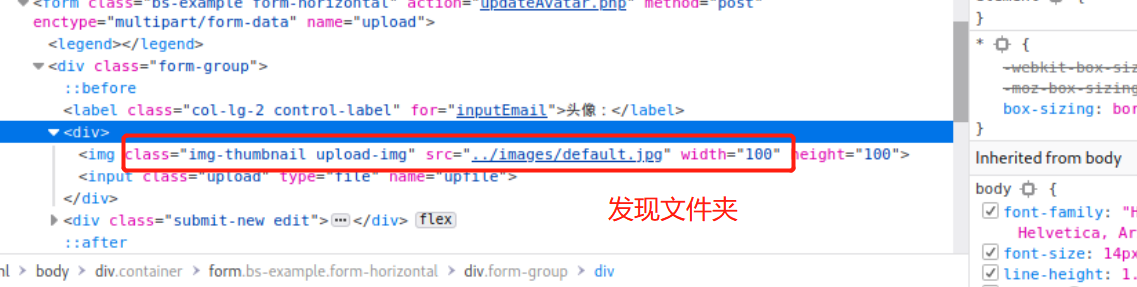 <form class="bs-example form-horizontal" action="updateAvatar.php" method="post"
enctype="multipart/form-data" name="upload">
<legend></legend>
<div class="form-group">
::before
<label class="col-lg-2 control-label" for="inputEmail">头像：</label>
<div>
<img class="img-thumbnail upload-img" src="../images/default.jpg" width="100" height="100">
<input class="upload" type="file" name="upfile">
</div>
<div class="submit-new edit"></div> flex
::after
发现文件夹
body > div.container > form.bs-example.form-horizontal > div.form-group > div
}
* {
-webkit-box-siz
-moz-box-sizing
box-sizing: bor
}
Inherited from body
body {
font-family: "H
Helvetica, Ar
font-size: 14px
line-height: 1.